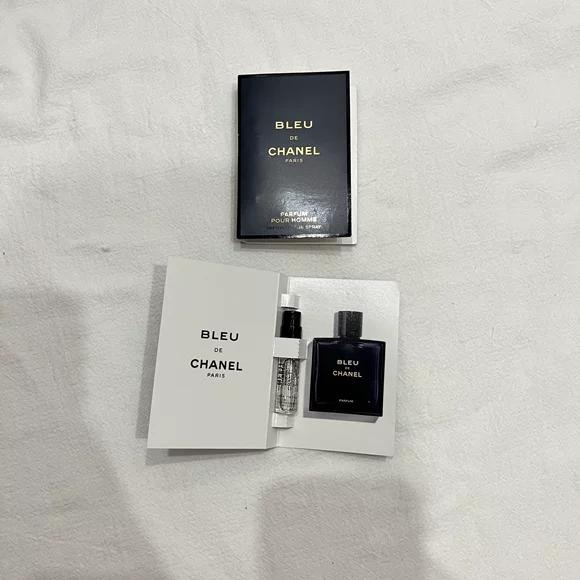 BLEU
DE
CHANEL
PARIS
PARFUM
POUR HOMME
SPRAY
BLEU
DE
CHANEL
PARIS
BLEU
DE
CHANEL
PARFUM